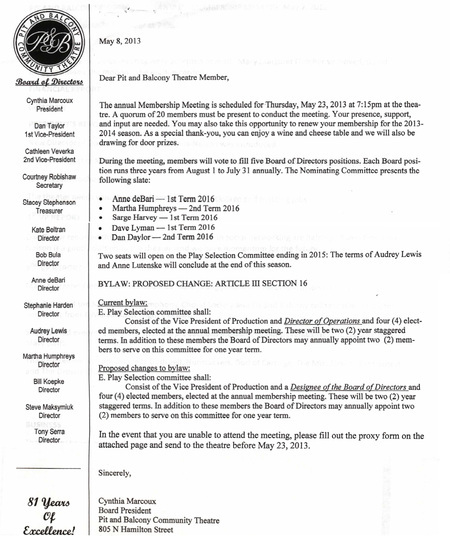 PIT AND BALCONY
P&B
COMMUNITY THEATRE
Board of Directors
Cynthia Marcoux
President
Dan Taylor
1st Vice-President
Cathleen Veverka
2nd Vice-President
Courtney Robishaw
Secretary
Stacey Stephenson
Treasurer
Kate Beltran
Director
Bob Bula
Director
Anne deBari
Director
Stephanie Harden
Director
Audrey Lewis
Director
Martha Humphreys
Director
Bill Koepke
Director
Steve Maksymiuk
Director
Tony Serra
Director
81 Years
Of
Excellence!
May 8, 2013
Dear Pit and Balcony Theatre Member,
The annual Membership Meeting is scheduled for Thursday, May 23, 2013 at 7:15pm at the thea-
tre. A quorum of 20 members must be present to conduct the meeting. Your presence, support,
and input are needed. You may also take this opportunity to renew your membership for the 2013-
2014 season. As a special thank-you, you can enjoy a wine and cheese table and we will also be
drawing for door prizes.
During the meeting, members will vote to fill five Board of Directors positions. Each Board posi-
tion runs three years from August 1 to July 31 annually. The Nominating Committee presents the
following slate:
• Anne deBari — 1st Term 2016
• Martha Humphreys — 2nd Term 2016
• Sarge Harvey — 1st Term 2016
• Dave Lyman — 1st Term 2016
• Dan Daylor — 2nd Term 2016
Two seats will open on the Play Selection Committee ending in 2015: The terms of Audrey Lewis
and Anne Lutenske will conclude at the end of this season.
BYLAW: PROPOSED CHANGE: ARTICLE III SECTION 16
Current bylaw:
E. Play Selection committee shall:
Consist of the Vice President of Production and Director of Operations and four (4) elect-
ed members, elected at the annual membership meeting. These will be two (2) year staggered
terms. In addition to these members the Board of Directors may annually appoint two (2) mem-
bers to serve on this committee for one year term.
Proposed changes to bylaw:
E. Play Selection committee shall:
Consist of the Vice President of Production and a Designee of the Board of Directors and
four (4) elected members, elected at the annual membership meeting. These will be two (2) year
staggered terms. In addition to these members the Board of Directors may annually appoint two
(2) members to serve on this committee for one year term.
In the event that you are unable to attend the meeting, please fill out the proxy form on the
attached page and send to the theatre before May 23, 2013.
Sincerely,
Cynthia Marcoux
Board President
Pit and Balcony Community Theatre
805 N Hamilton Street